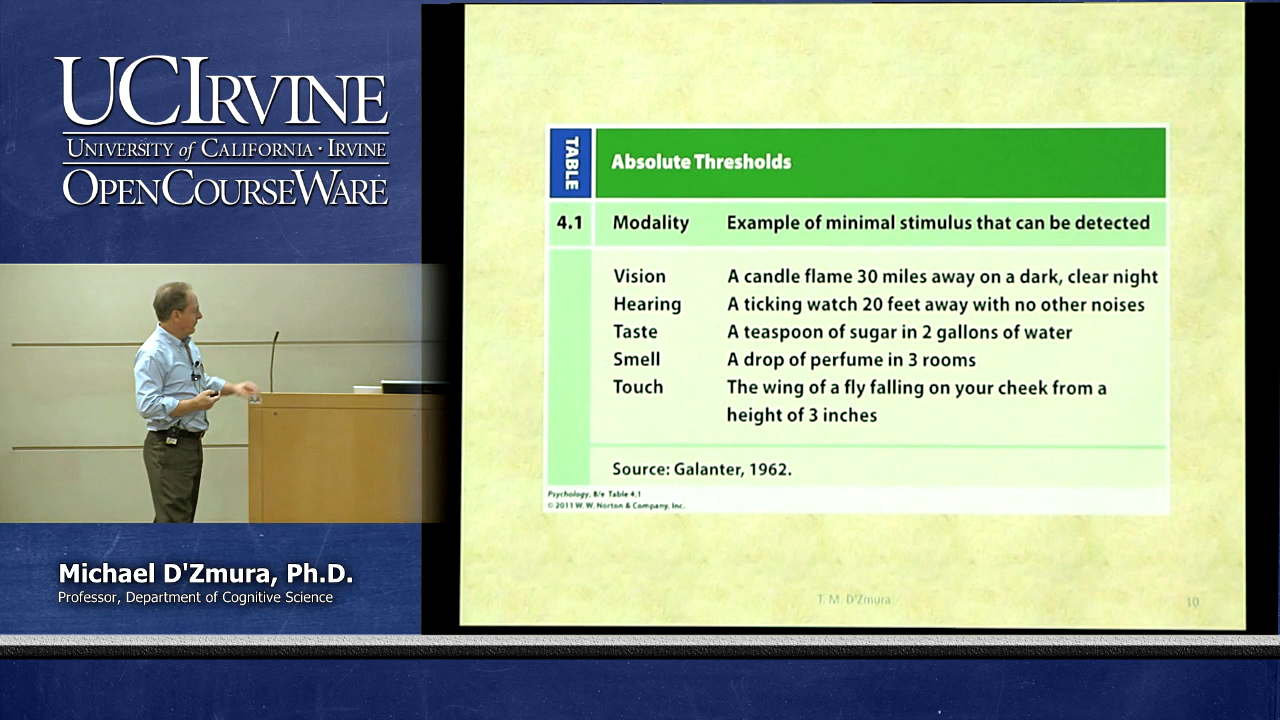 UCIRVINE
UNIVERSITY of CALIFORNIA · IRVINE
OPENCOURSEWARE
Michael D'Zmura, Ph.D.
Professor, Department of Cognitive Science
TABLE
Absolute Thresholds
4.1 Modality Example of minimal stimulus that can be detected
Vision A candle flame 30 miles away on a dark, clear night
Hearing A ticking watch 20 feet away with no other noises
Taste A teaspoon of sugar in 2 gallons of water
Smell A drop of perfume in 3 rooms
Touch The wing of a fly falling on your cheek from a
height of 3 inches
Source: Galanter, 1962.
Psychology, 8/e Table 4.1
© 2011 W. W. Norton & Company, Inc.
T. M. D'Zmura
10